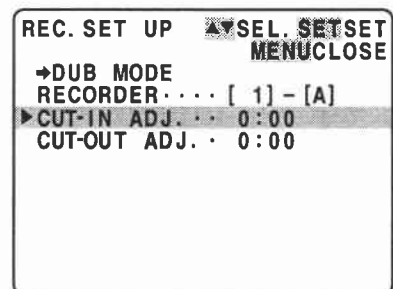 REC. SET UP ▲▼SEL. SETSET
MENUCLOSE
➔DUB MODE
RECORDER····[ 1]-[A]
▶CUT-IN ADJ.·· 0:00
CUT-OUT ADJ.· 0:00